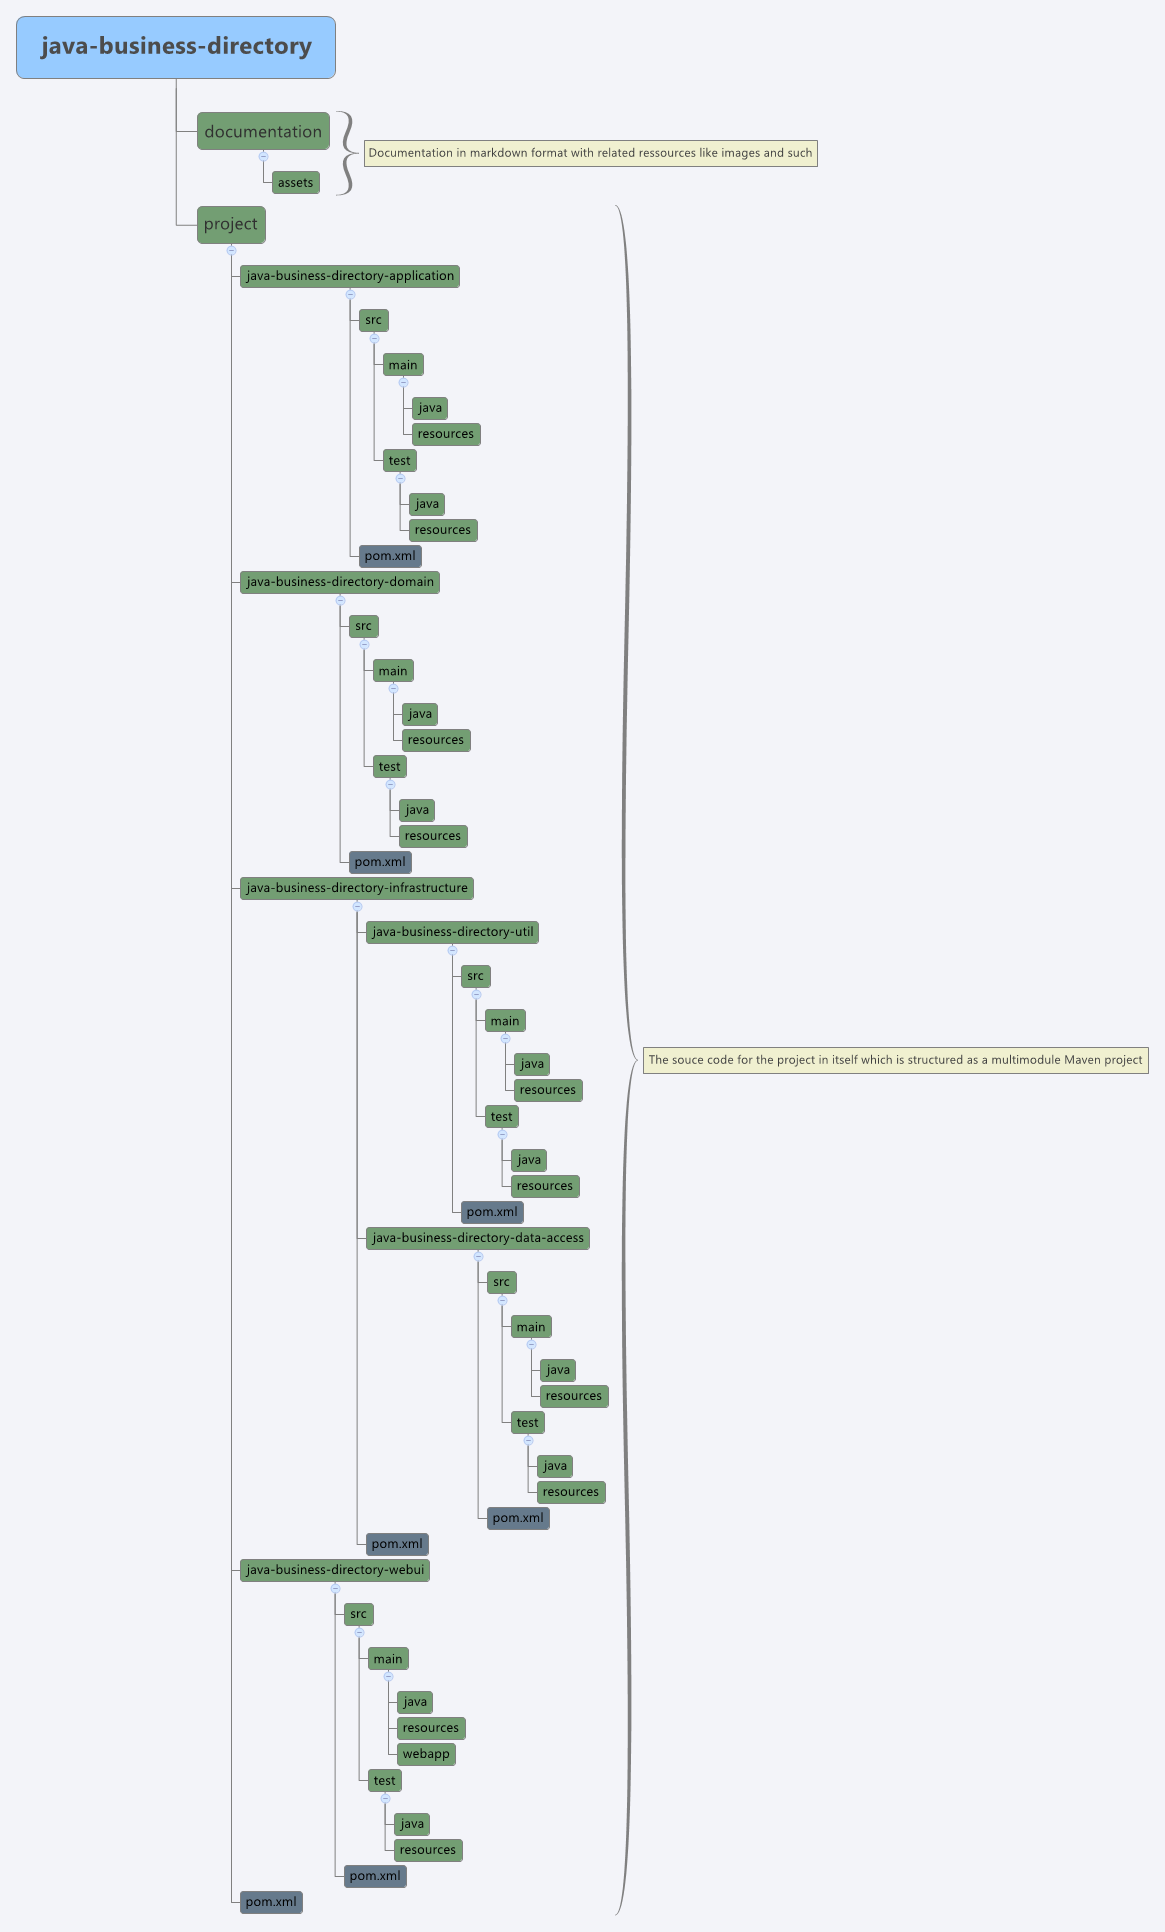 java-business-directory
documentation
Documentation in markdown format with related ressources like images and such
assets
project
java-business-directory-application
src
main
java
resources
test
java
resources
pom.xml
java-business-directory-domain
src
main
java
resources
test
java
resources
pom.xml
java-business-directory-infrastructure
java-business-directory-util
src
main
java
The souce code for the project in itself which is structured as a multimodule Maven project
resources
test
java
resources
pom.xml
java-business-directory-data-access
src
main
java
resources
test
java
resources
pom.xml
pom.xml
java-business-directory-webui
src
main
java
resources
webapp
test
java
resources
pom.xml
pom.xml